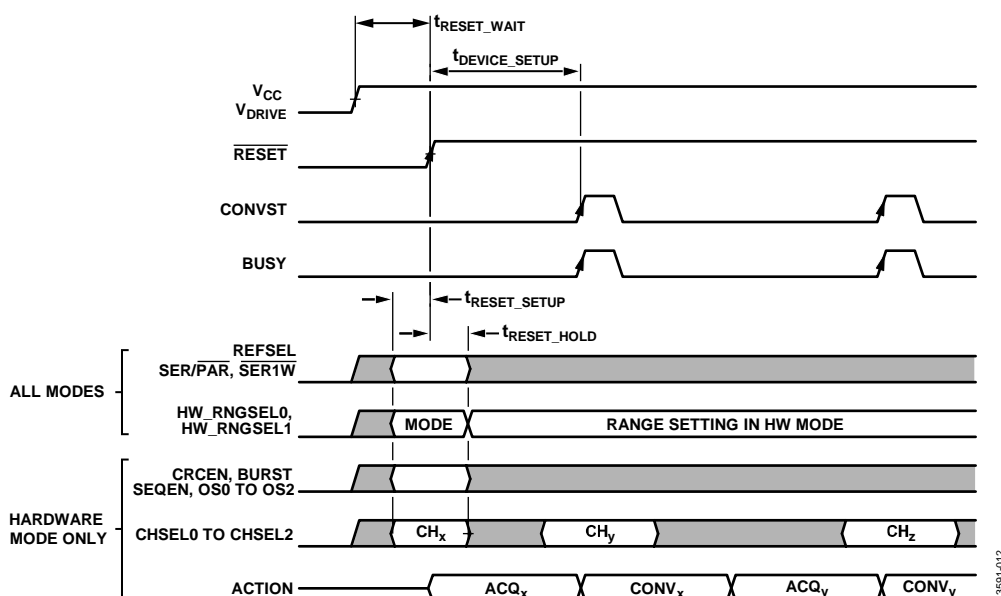 tRESET_WAIT
tDEVICE_SETUP
VCC
VDRIVE
RESET
CONVST
BUSY
tRESET_SETUP
tRESET_HOLD
ALL MODES
REFSEL
SER/PAR, SER1W
HW_RNGSEL0,
HW_RNGSEL1
MODE
RANGE SETTING IN HW MODE
HARDWARE
MODE ONLY
CRCEN, BURST
SEQEN, OS0 TO OS2
CHSEL0 TO CHSEL2
CHx
CHy
CHz
ACTION
ACQx
CONVx
ACQy
CONVy
3591-012